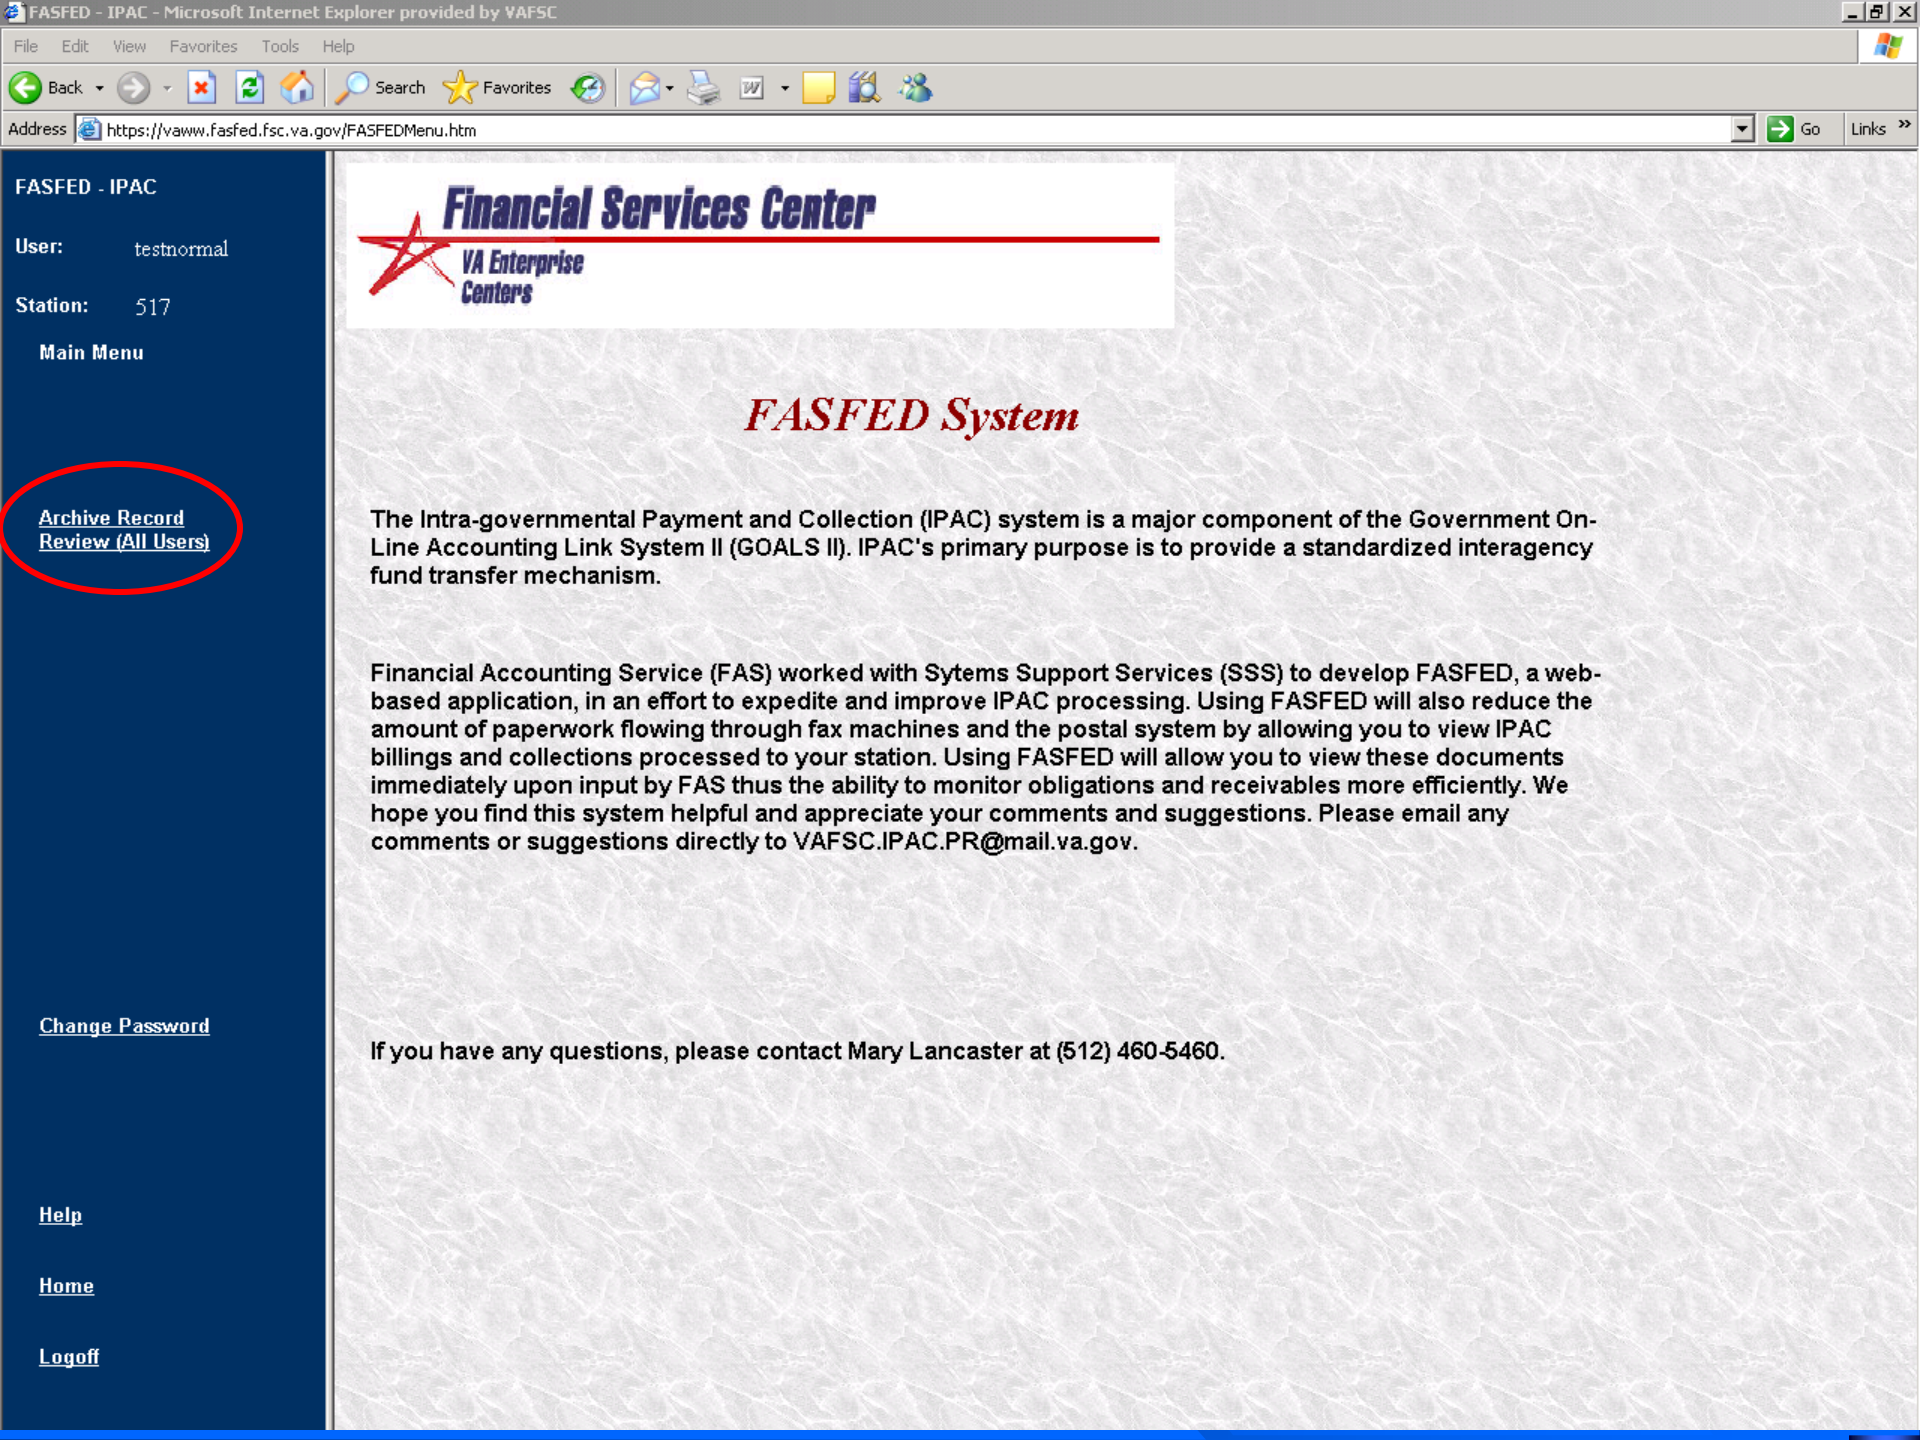 FASFED - IPAC - Microsoft Internet Explorer provided by VAFSC
File Edit View Favorites Tools Help
Back Search Favorites
Address https://vaww.fasfed.fsc.va.gov/FASFEDMenu.htm Go Links »
FASFED - IPAC
User: testnormal
Station: 517
Main Menu
Archive Record
Review (All Users)
Change Password
Help
Home
Logoff
Financial Services Center
VA Enterprise
Centers
FASFED System
The Intra-governmental Payment and Collection (IPAC) system is a major component of the Government On-
Line Accounting Link System II (GOALS II). IPAC's primary purpose is to provide a standardized interagency
fund transfer mechanism.
Financial Accounting Service (FAS) worked with Sytems Support Services (SSS) to develop FASFED, a web-
based application, in an effort to expedite and improve IPAC processing. Using FASFED will also reduce the
amount of paperwork flowing through fax machines and the postal system by allowing you to view IPAC
billings and collections processed to your station. Using FASFED will allow you to view these documents
immediately upon input by FAS thus the ability to monitor obligations and receivables more efficiently. We
hope you find this system helpful and appreciate your comments and suggestions. Please email any
comments or suggestions directly to VAFSC.IPAC.PR@mail.va.gov.
If you have any questions, please contact Mary Lancaster at (512) 460-5460.